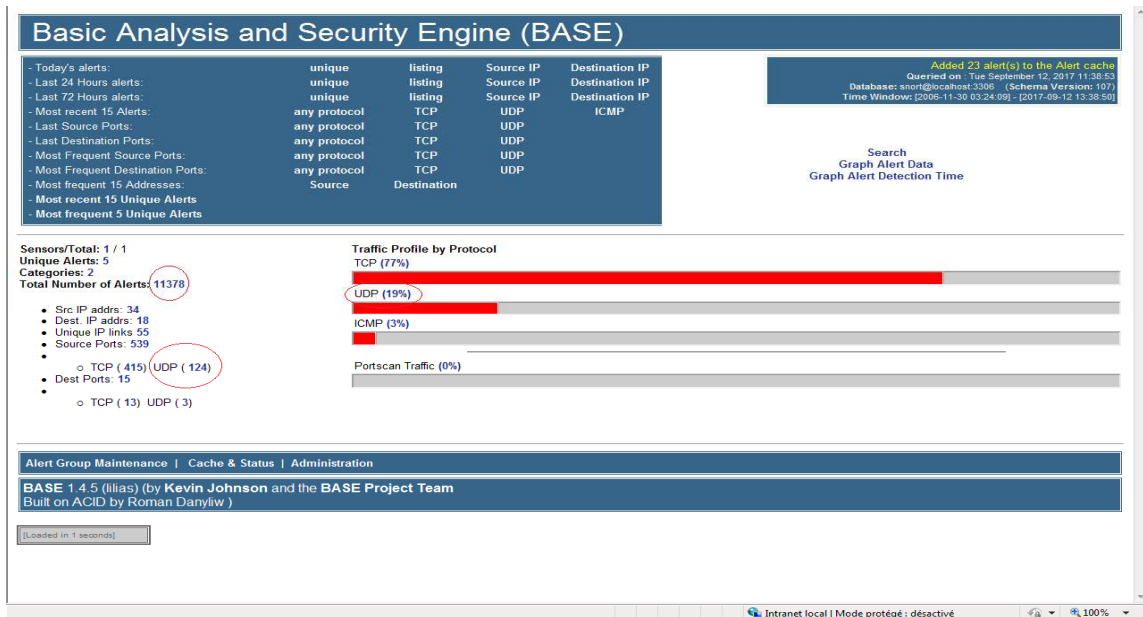 Basic Analysis and Security Engine (BASE)
- Today's alerts: unique listing Source IP Destination IP
- Last 24 Hours alerts: unique listing Source IP Destination IP
- Last 72 Hours alerts: unique listing Source IP Destination IP
- Most recent 15 Alerts: any protocol TCP UDP ICMP
- Last Source Ports: any protocol TCP UDP
- Last Destination Ports: any protocol TCP UDP
- Most Frequent Source Ports: any protocol TCP UDP
- Most Frequent Destination Ports: any protocol TCP UDP
- Most frequent 15 Addresses: Source Destination
- Most recent 15 Unique Alerts
- Most frequent 5 Unique Alerts
Added 23 alert(s) to the Alert cache
Queried on : Tue September 12, 2017 11:38:53
Database: snort@localhost:3306 (Schema Version: 107)
Time Window: [2006-11-30 03:24:09] - [2017-09-12 13:38:50]
Search
Graph Alert Data
Graph Alert Detection Time
Sensors/Total: 1 / 1
Unique Alerts: 5
Categories: 2
Total Number of Alerts: 11378
• Src IP addrs: 34
• Dest. IP addrs: 18
• Unique IP links 55
• Source Ports: 539
•
○ TCP ( 415) UDP ( 124)
• Dest Ports: 15
•
○ TCP ( 13) UDP ( 3)
Traffic Profile by Protocol
TCP (77%)
UDP (19%)
ICMP (3%)
Portscan Traffic (0%)
Alert Group Maintenance | Cache & Status | Administration
BASE 1.4.5 (lilias) (by Kevin Johnson and the BASE Project Team
Built on ACID by Roman Danyliw )
[Loaded in 1 seconds]
Intranet local | Mode protégé : désactivé 100%